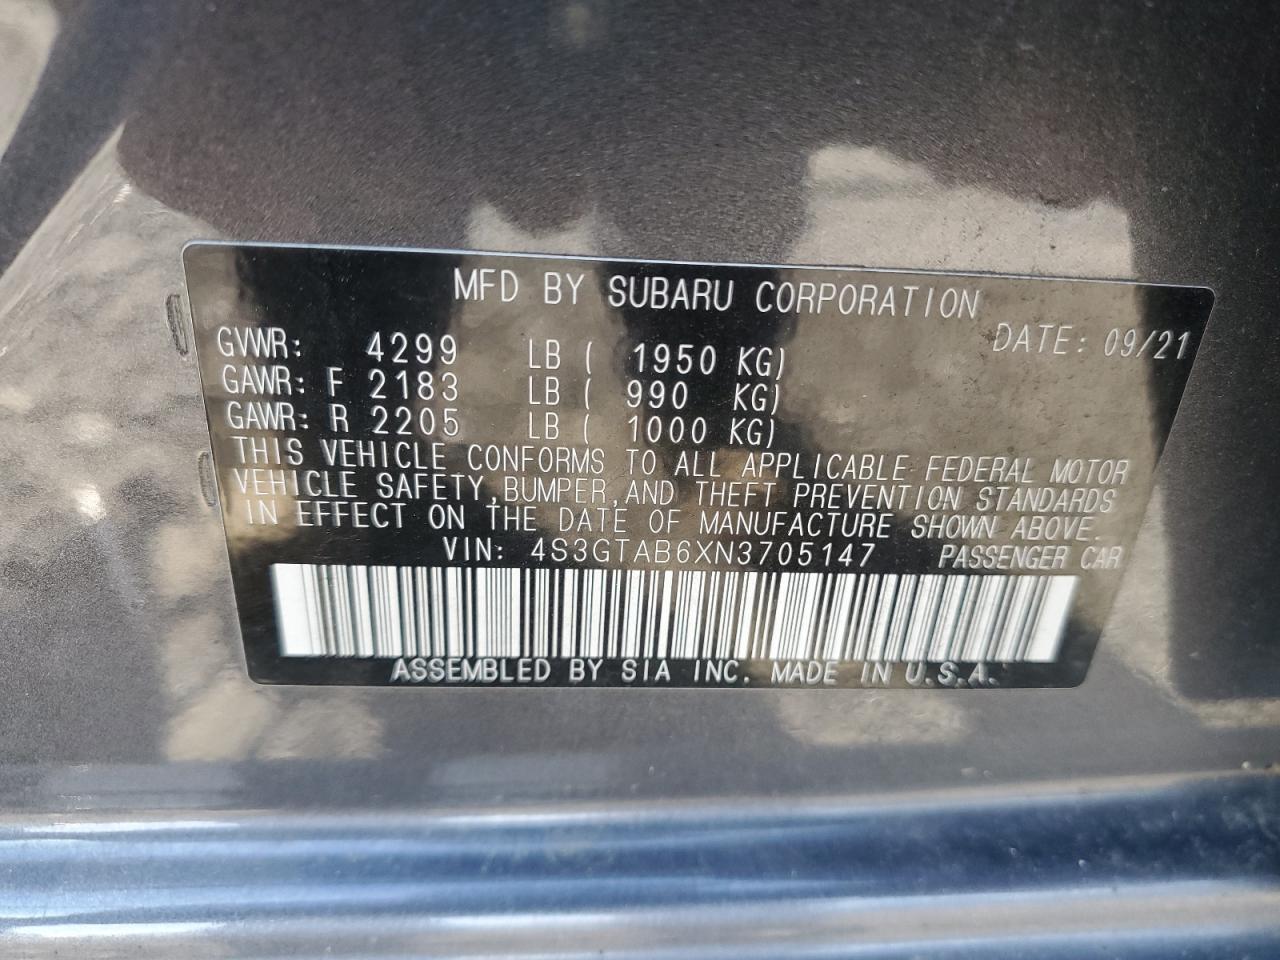 MFD BY SUBARU CORPORATION
DATE: 09/21
GVWR: 4299 LB ( 1950 KG)
GAWR: F 2183 LB ( 990 KG)
GAWR: R 2205 LB ( 1000 KG)
THIS VEHICLE CONFORMS TO ALL APPLICABLE FEDERAL MOTOR
VEHICLE SAFETY,BUMPER,AND THEFT PREVENTION STANDARDS
IN EFFECT ON THE DATE OF MANUFACTURE SHOWN ABOVE.
VIN: 4S3GTAB6XN3705147 PASSENGER CAR
ASSEMBLED BY SIA INC. MADE IN U.S.A.